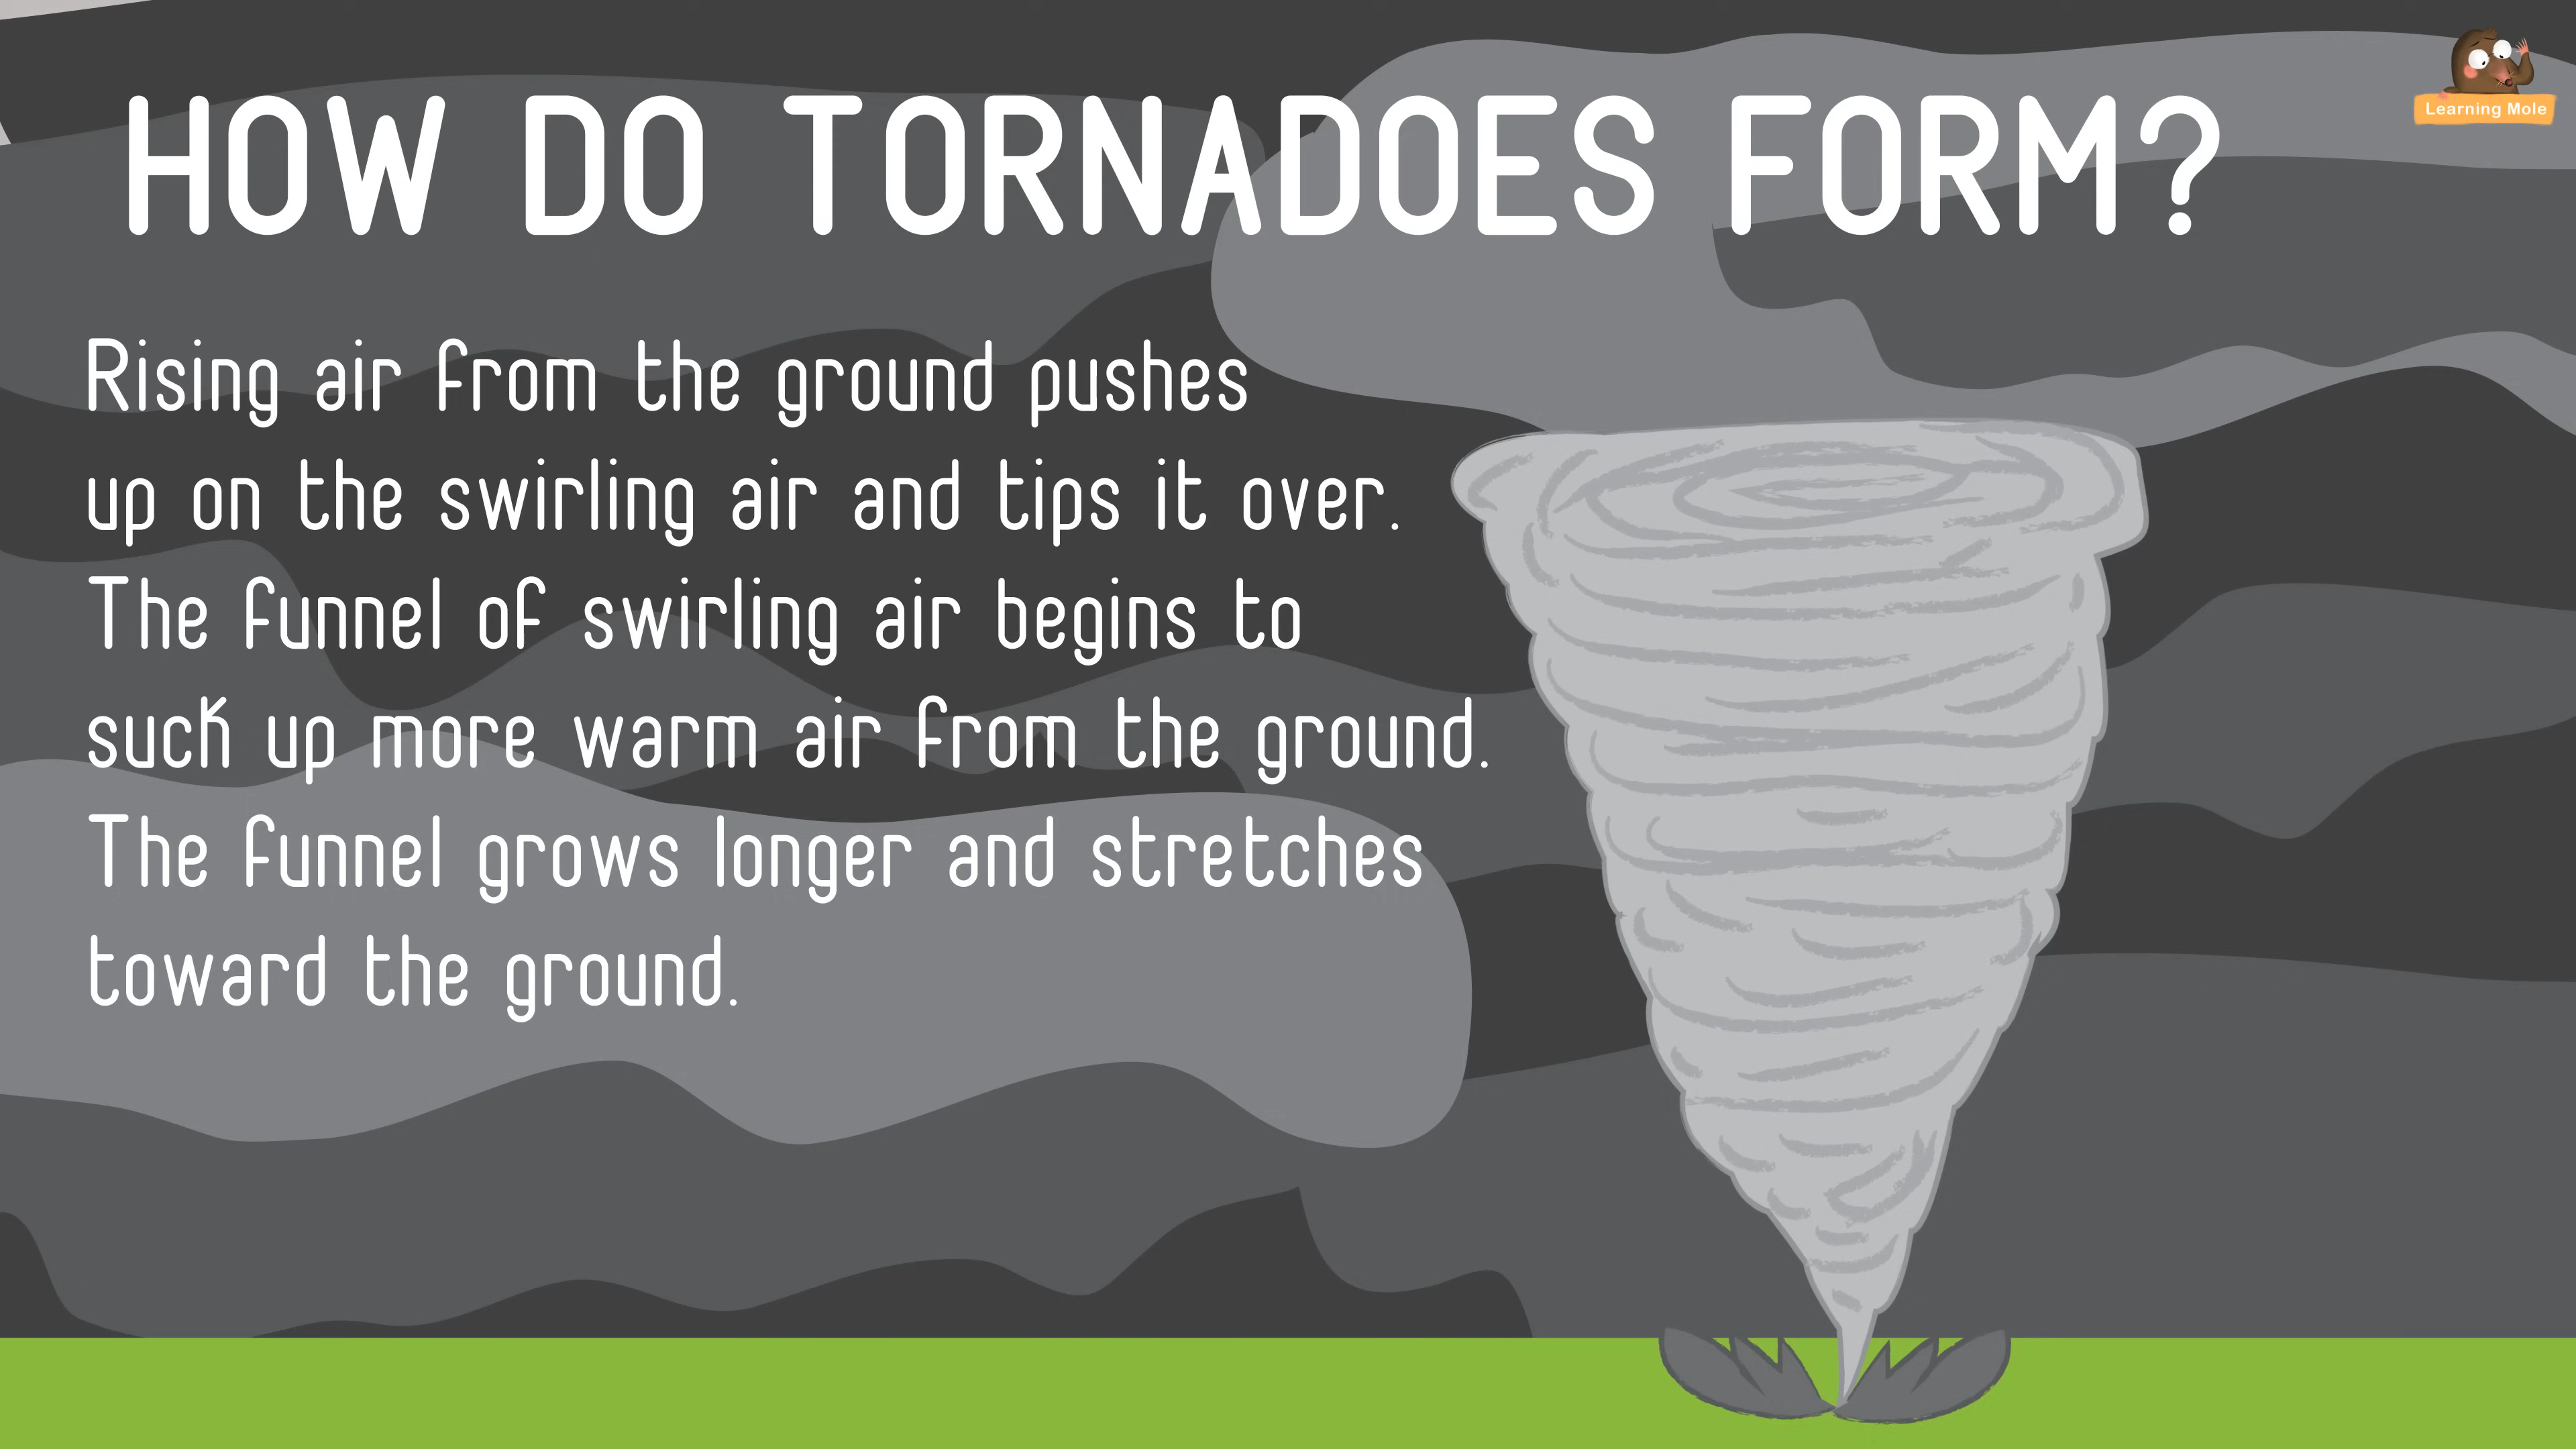 Learning Mole
HOW DO TORNADOES FORM?
Rising air from the ground pushes
up on the swirling air and tips it over.
The funnel of swirling air begins to
suck up more warm air from the ground.
The funnel grows longer and stretches
toward the ground.